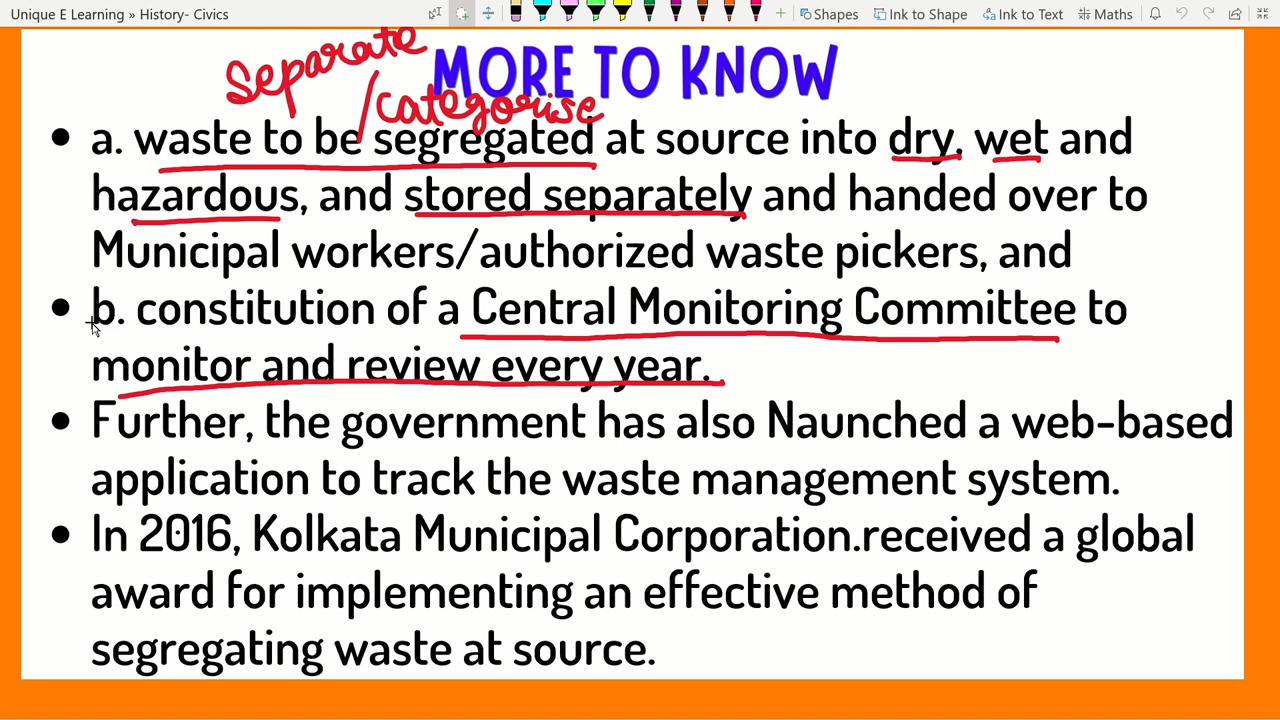 Unique E Learning » History- Civics
Shapes Ink to Shape Ink to Text Maths
separate
/categorise
MORE TO KNOW
• a. waste to be segregated at source into dry, wet and
hazardous, and stored separately and handed over to
Municipal workers/authorized waste pickers, and
• b. constitution of a Central Monitoring Committee to
monitor and review every year.
• Further, the government has also Naunched a web-based
application to track the waste management system.
• In 2016, Kolkata Municipal Corporation.received a global
award for implementing an effective method of
segregating waste at source.